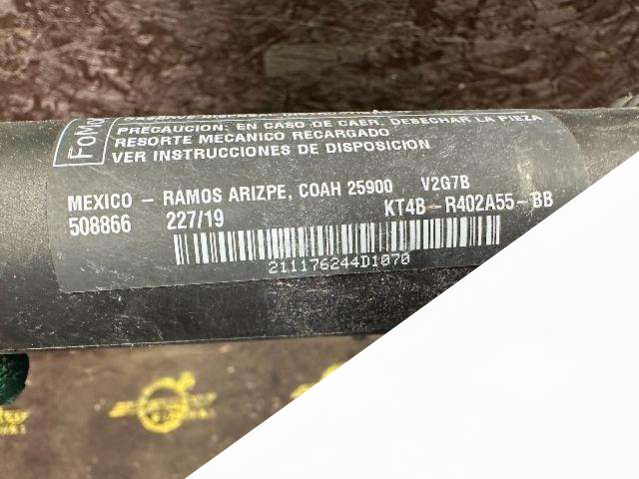 FoMo
PRECAUCION: EN CASO DE CAER, DESECHAR LA PIEZA
RESORTE MECANICO RECARGADO
VER INSTRUCCIONES DE DISPOSICION
MEXICO - RAMOS ARIZPE, COAH 25900 V2G7B
508866 227/19 KT4B-R402A55-BB
211176244D1070